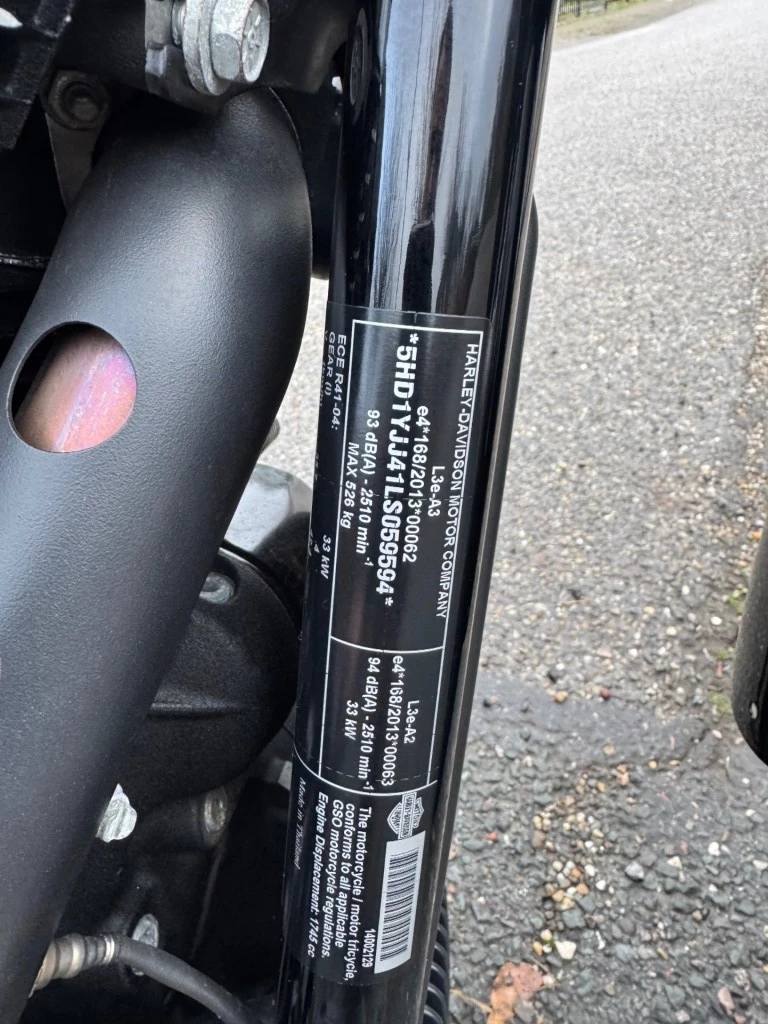 HARLEY-DAVIDSON MOTOR COMPANY
L3e-A3
e4*168/2013*00062
*5HD1YJJ41LS059594*
93 dB(A) - 2510 min-1
MAX 526 kg
ECE R41-04:
GEAR (i)
33 kW
L3e-A2
e4*168/2013*00063
94 dB(A) - 2510 min-1
33 kW
14002129
The motorcycle / motor tricycle,
conforms to all applicable
GSO motorcycle regulations.
Engine Displacement: 1745 cc
Made in Thailand